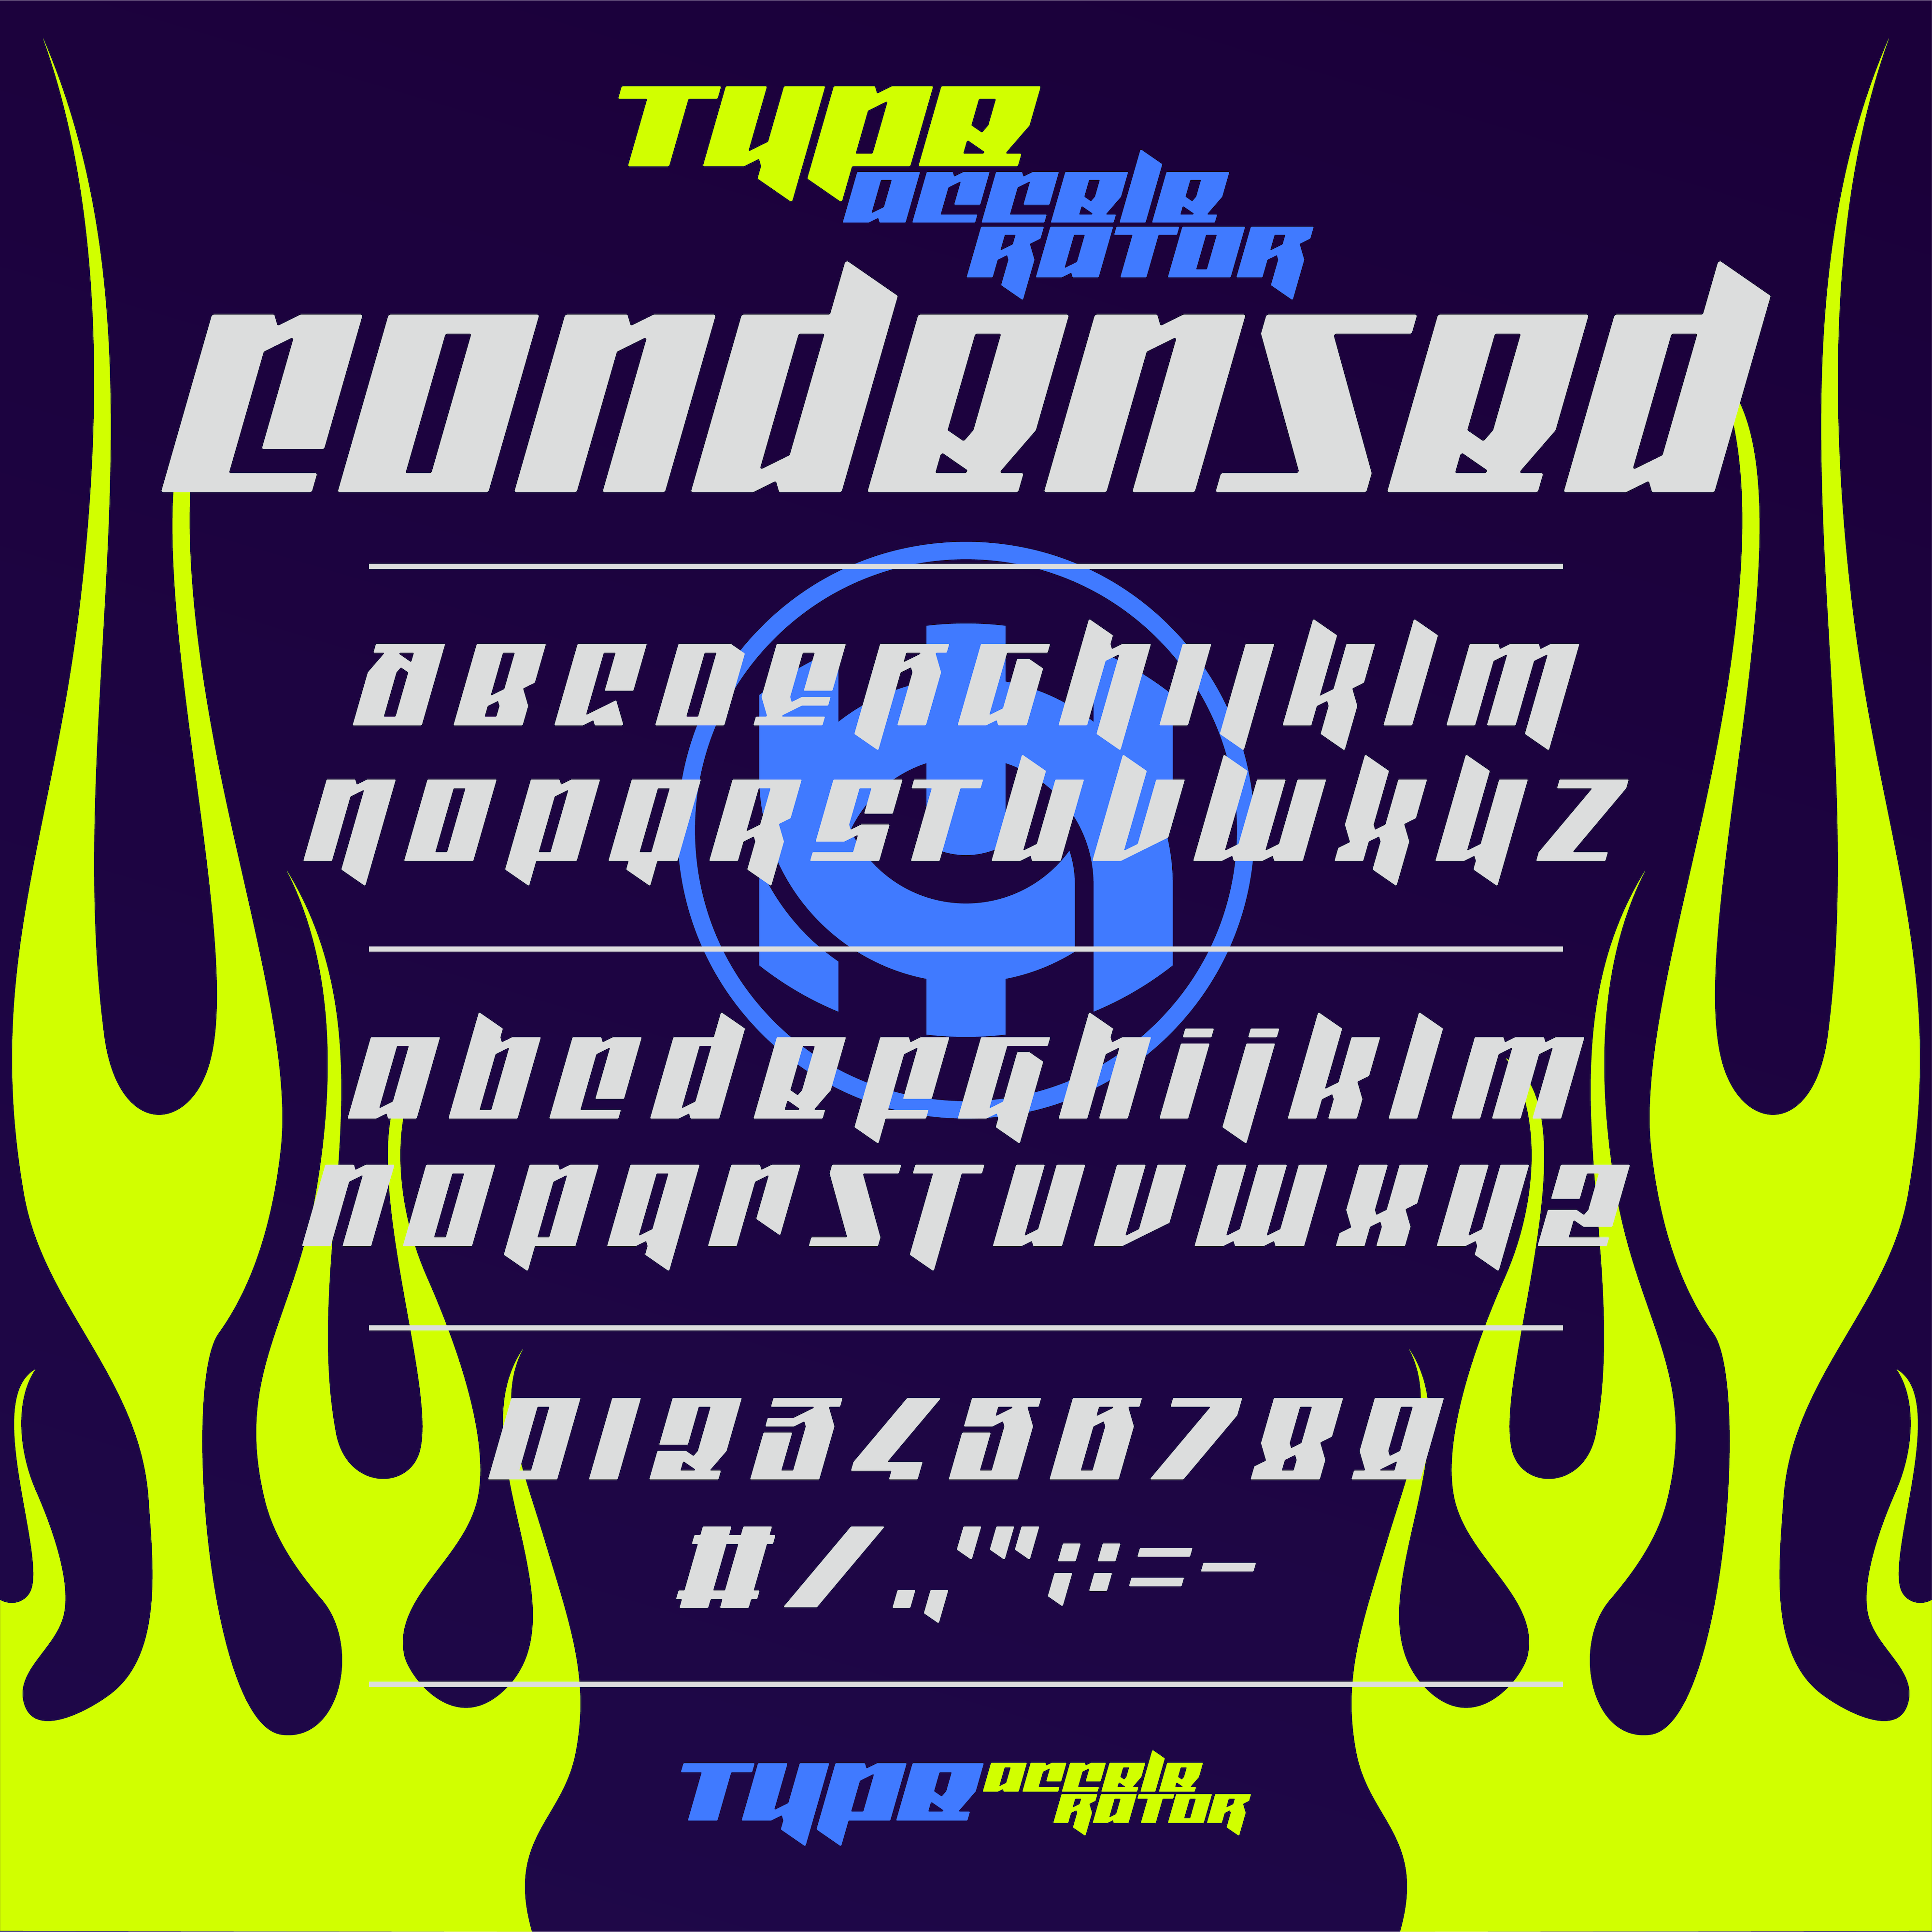 Type
accele
RATOR
condensed
ABCDEFGHIJKLM
NOPQRSTUVWXYZ
abcdefghijklm
nopqrstuvwxyz
0123456789
#/.,'";:=-
Type accele
RATOR